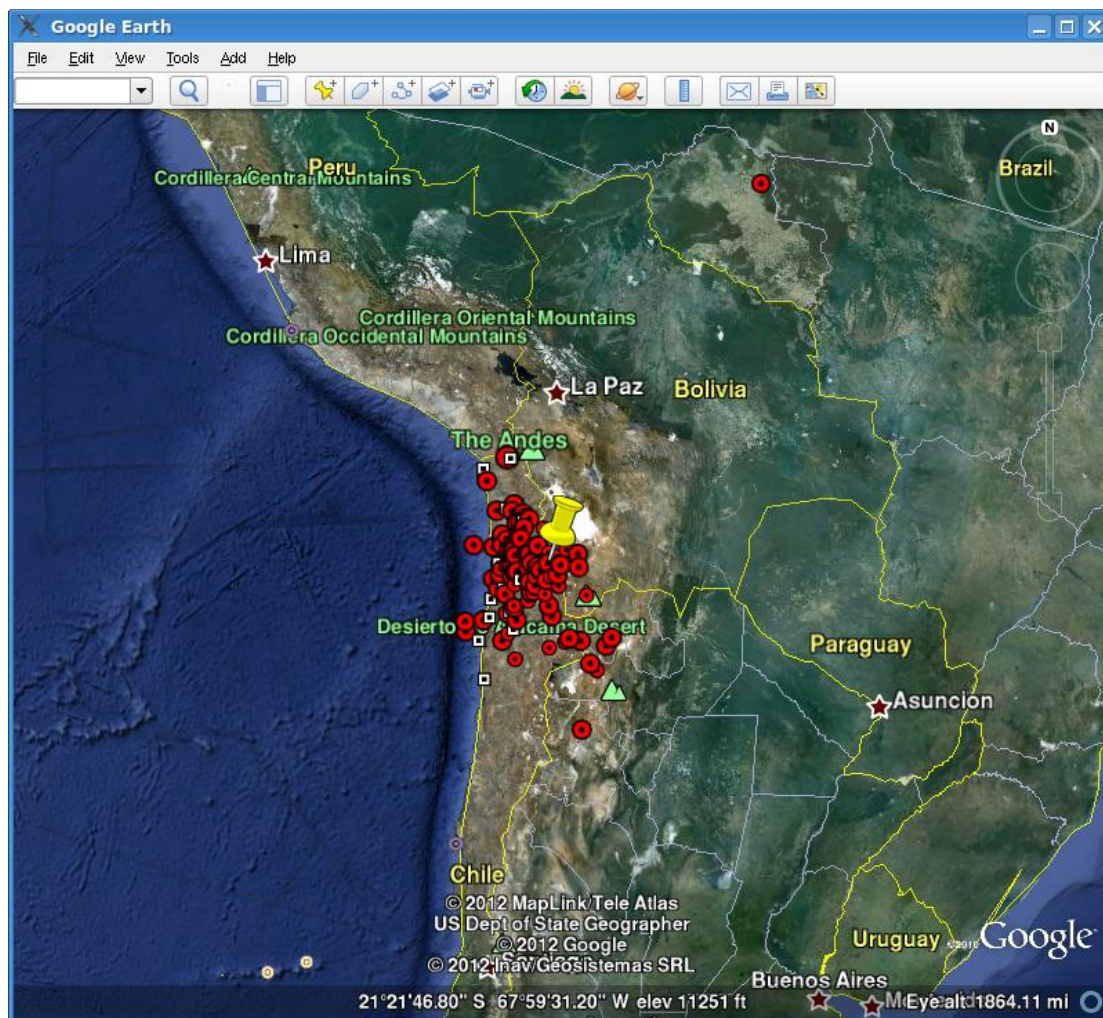 Google Earth
File Edit View Tools Add Help
N
Peru
Brazil
Cordillera Central Mountains
Lima
Cordillera Oriental Mountains
Cordillera Occidental Mountains
La Paz
Bolivia
The Andes
Desierto Atacama Desert
Paraguay
Asuncion
Chile
© 2012 MapLink/Tele Atlas
US Dept of State Geographer
© 2012 Google
© 2012 Inav/Geosistemas SRL
Uruguay
©2010 Google
Buenos Aires
21°21'46.80" S 67°59'31.20" W elev 11251 ft
Eye alt 1864.11 mi